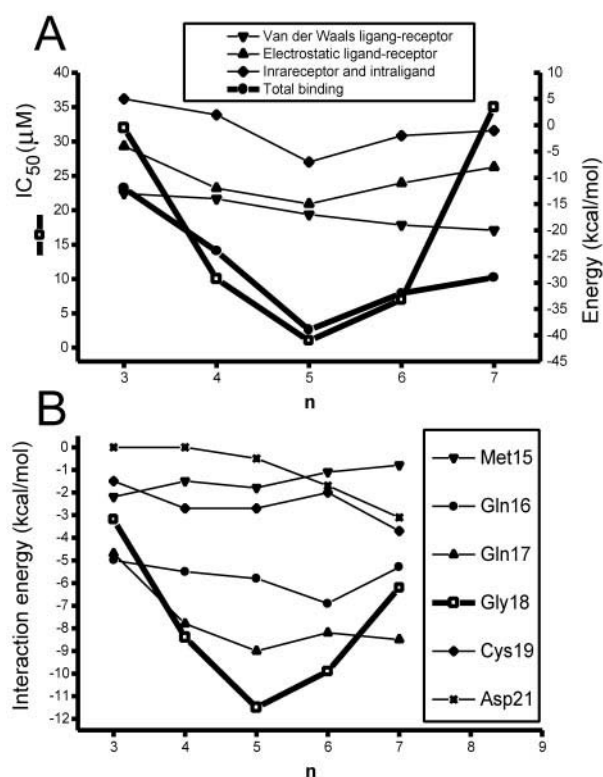 A
Van der Waals ligang-receptor
Electrostatic ligand-receptor
Inrareceptor and intraligand
Total binding
IC50 (µM)
40
35
30
25
20
15
10
5
0
10
5
0
-5
-10
-15
-20
-25
-30
-35
-40
-45
Energy (kcal/mol)
3 4 5 6 7
n
B
Interaction energy (kcal/mol)
0
-1
-2
-3
-4
-5
-6
-7
-8
-9
-10
-11
-12
Met15
Gln16
Gln17
Gly18
Cys19
Asp21
3 4 5 6 7 8 9
n